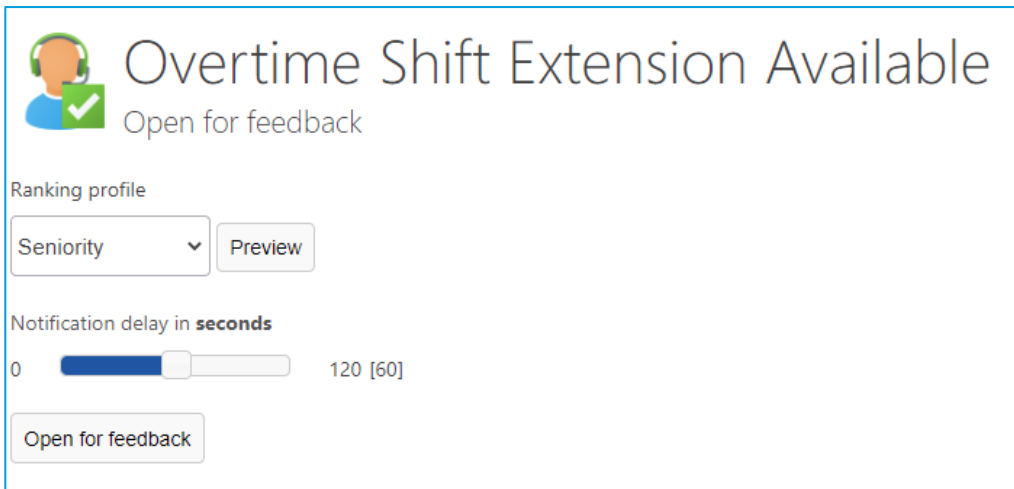 Overtime Shift Extension Available
Open for feedback
Ranking profile
Seniority Preview
Notification delay in seconds
0 120 [60]
Open for feedback